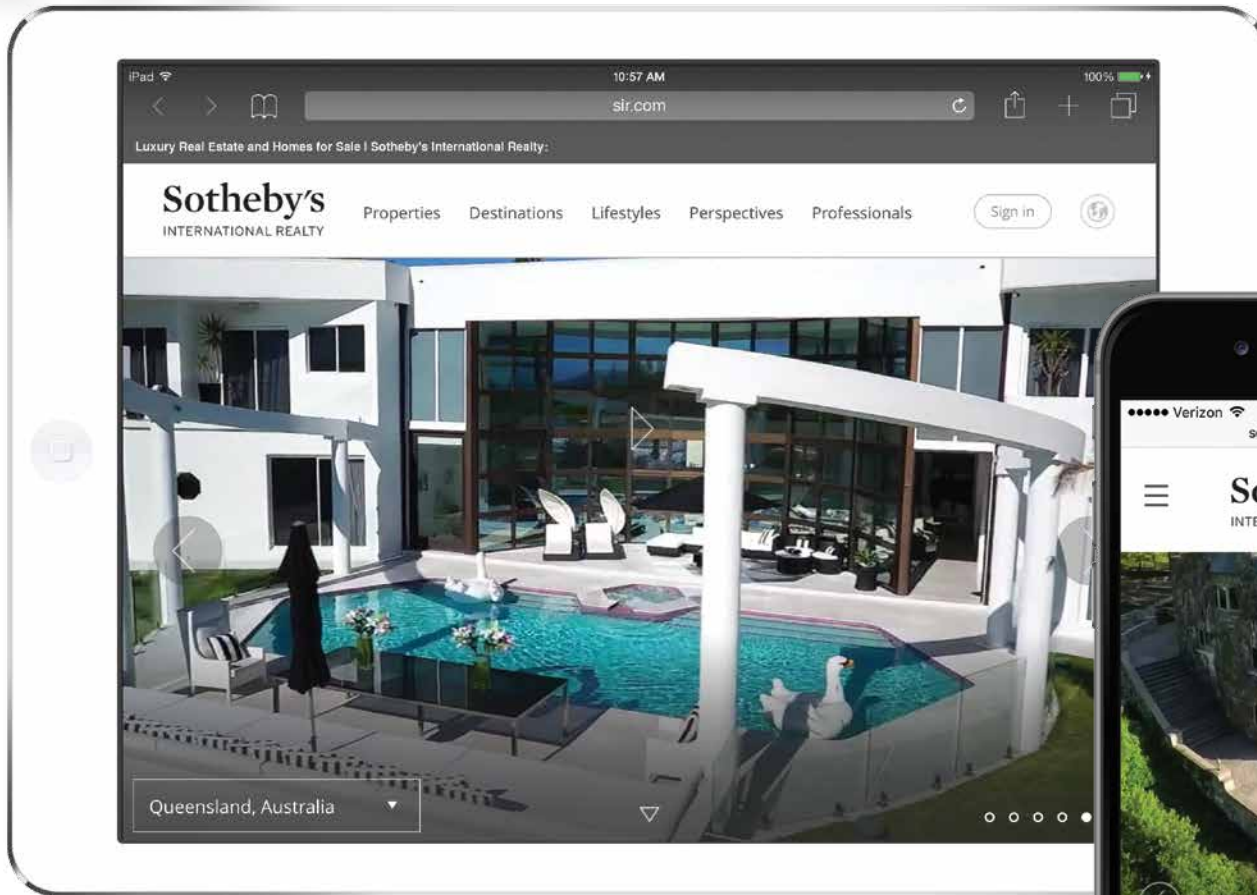 iPad 10:57 AM 100%
sir.com
Luxury Real Estate and Homes for Sale | Sotheby's International Realty:
Sotheby's
INTERNATIONAL REALTY
Properties Destinations Lifestyles Perspectives Professionals Sign in
Queensland, Australia
Verizon